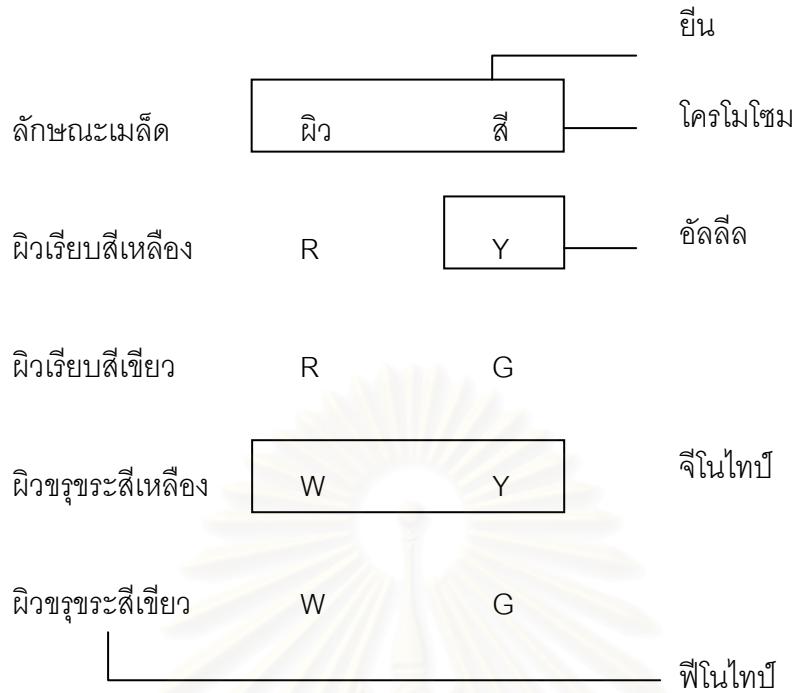 ยีน
ลักษณะเมล็ด ผิว สี โครโมโซม
ผิวเรียบสีเหลือง R Y อัลลีล
ผิวเรียบสีเขียว R G
ผิวขรุขระสีเหลือง W Y จีโนไทป์
ผิวขรุขระสีเขียว W G
ฟีโนไทป์